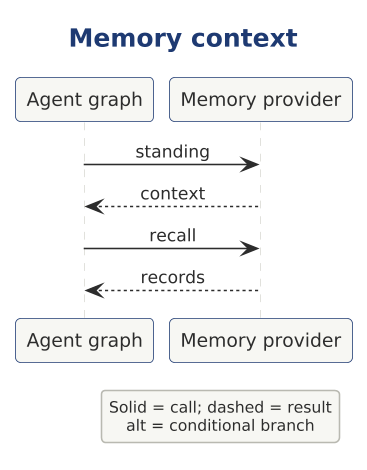 Memory context
Agent graph
Memory provider
standing
context
recall
records
Agent graph
Memory provider
Solid = call; dashed = result
alt = conditional branch